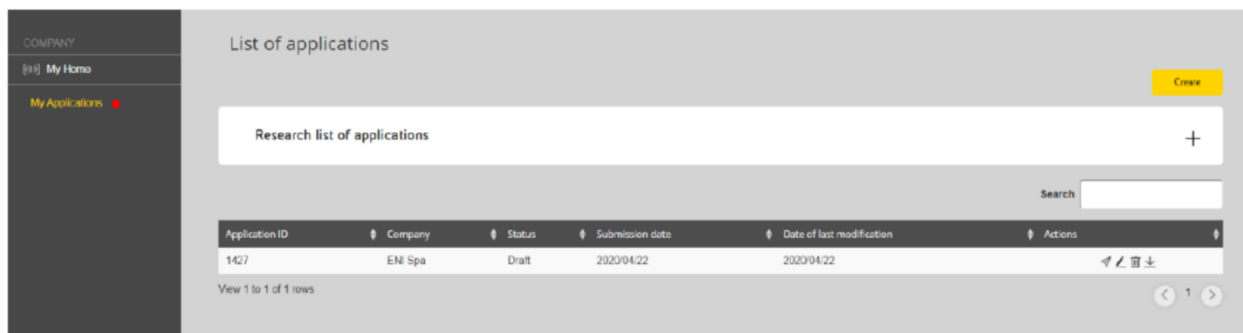 COMPANY
My Home
My Applications
List of applications
Create
Research list of applications
Search
Application ID Company Status Submission date Date of last modification Actions
1427 ENI Spa Draft 2020/04/22 2020/04/22
View 1 to 1 of 1 rows
1